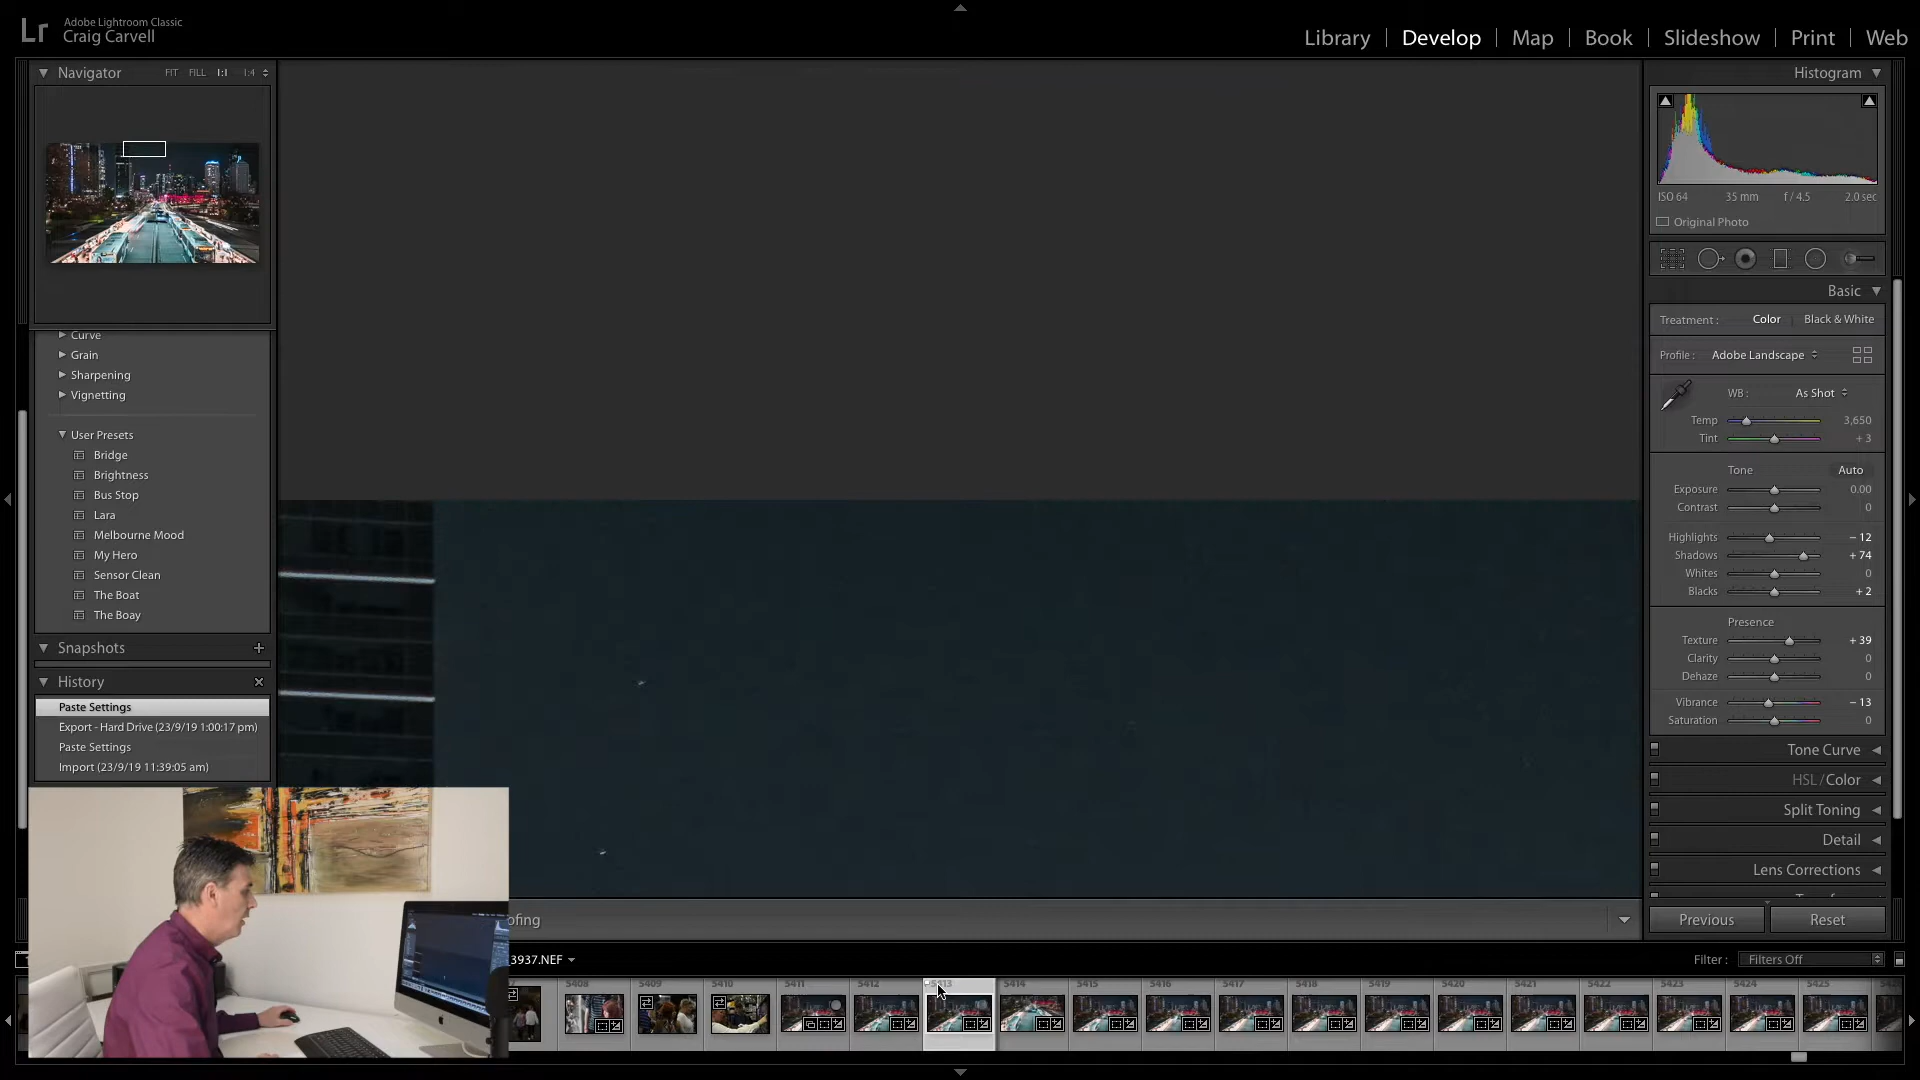 Lr
Adobe Lightroom Classic
Craig Carvell
Library | Develop | Map | Book | Slideshow | Print | Web
Navigator
FIT FILL 1:1 1:4
Curve
Grain
Sharpening
Vignetting
User Presets
Bridge
Brightness
Bus Stop
Lara
Melbourne Mood
My Hero
Sensor Clean
The Boat
The Boay
Snapshots
History
Paste Settings
Export - Hard Drive (23/9/19 1:00:17 pm)
Paste Settings
Import (23/9/19 11:39:05 am)
Histogram
ISO 64 35 mm f / 4.5 2.0 sec
Original Photo
Basic
Treatment : Color Black & White
Profile : Adobe Landscape
WB : As Shot
Temp 3,650
Tint + 3
Tone Auto
Exposure 0.00
Contrast 0
Highlights − 12
Shadows + 74
Whites 0
Blacks + 2
Presence
Texture + 39
Clarity 0
Dehaze 0
Vibrance − 13
Saturation 0
Tone Curve
HSL / Color
Split Toning
Detail
Lens Corrections
Previous Reset
ofing
3937.NEF
Filter : Filters Off
5408 5409 5410 5411 5412 5414 5415 5416 5417 5418 5419 5420 5421 5422 5423 5424 5425